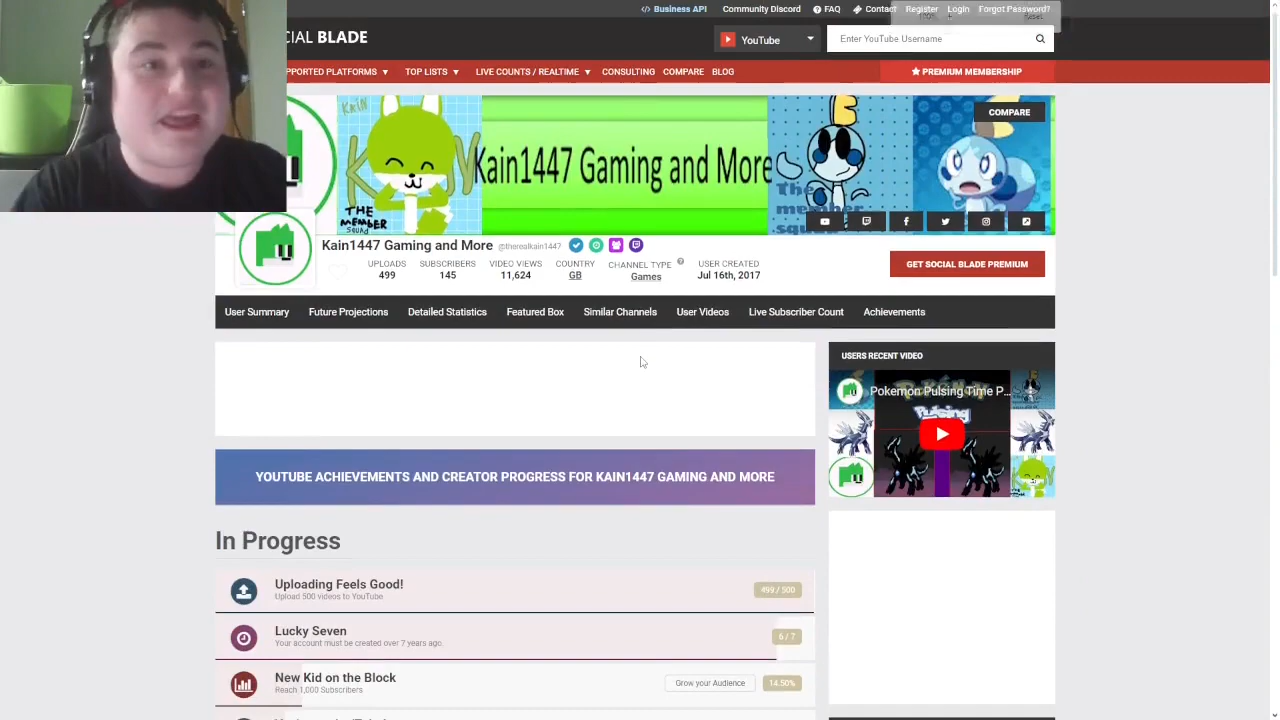 Business API Community Discord FAQ Contact Register Login Forgot Password?
Reset
CIAL BLADE
YouTube
Enter YouTube Username
PPORTED PLATFORMS TOP LISTS LIVE COUNTS / REALTIME CONSULTING COMPARE BLOG
PREMIUM MEMBERSHIP
COMPARE
KAIN
THE MEMBER SQUAD
Kain1447 Gaming and More
The member squad
Kain1447 Gaming and More @therealkain1447
UPLOADS SUBSCRIBERS VIDEO VIEWS COUNTRY CHANNEL TYPE USER CREATED
499 145 11,624 GB Games Jul 16th, 2017
GET SOCIAL BLADE PREMIUM
User Summary Future Projections Detailed Statistics Featured Box Similar Channels User Videos Live Subscriber Count Achievements
USERS RECENT VIDEO
Pokemon Pulsing Time P...
Pulsing
YOUTUBE ACHIEVEMENTS AND CREATOR PROGRESS FOR KAIN1447 GAMING AND MORE
In Progress
Uploading Feels Good!
Upload 500 videos to YouTube
499 / 500
Lucky Seven
Your account must be created over 7 years ago.
6 / 7
New Kid on the Block
Reach 1,000 Subscribers
Grow your Audience
14.50%